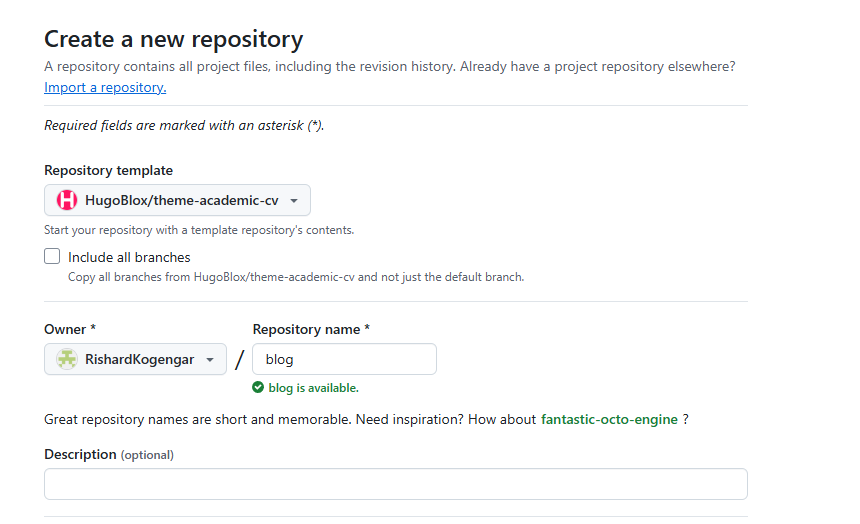 Create a new repository
A repository contains all project files, including the revision history. Already have a project repository elsewhere?
Import a repository.
Required fields are marked with an asterisk (*).
Repository template
HugoBlox/theme-academic-cv
Start your repository with a template repository's contents.
Include all branches
Copy all branches from HugoBlox/theme-academic-cv and not just the default branch.
Owner * Repository name *
RishardKogengar / blog
blog is available.
Great repository names are short and memorable. Need inspiration? How about fantastic-octo-engine ?
Description (optional)